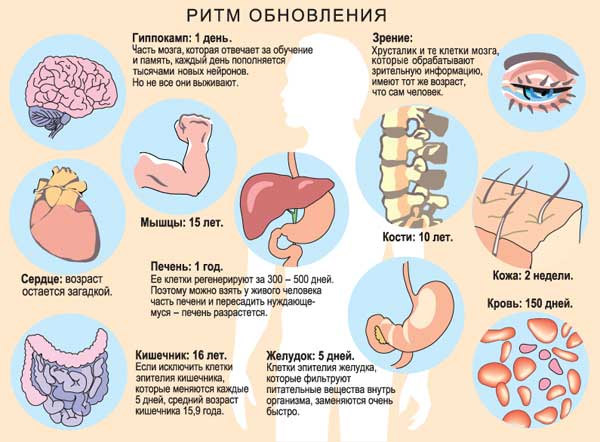 РИТМ ОБНОВЛЕНИЯ
Гиппокамп: 1 день.
Часть мозга, которая отвечает за обучение
и память, каждый день пополняется
тысячами новых нейронов.
Но не все они выживают.
Зрение:
Хрусталик и те клетки мозга,
которые обрабатывают
зрительную информацию,
имеют тот же возраст,
что сам человек.
Мышцы: 15 лет.
Кости: 10 лет.
Сердце: возраст
остается загадкой.
Печень: 1 год.
Ее клетки регенерируют за 300 – 500 дней.
Поэтому можно взять у живого человека
часть печени и пересадить нуждающе-
муся – печень разрастется.
Кожа: 2 недели.
Кровь: 150 дней.
Кишечник: 16 лет.
Если исключить клетки
эпителия кишечника,
которые меняются каждые
5 дней, средний возраст
кишечника 15,9 года.
Желудок: 5 дней.
Клетки эпителия желудка,
которые фильтруют
питательные вещества внутрь
организма, заменяются очень
быстро.